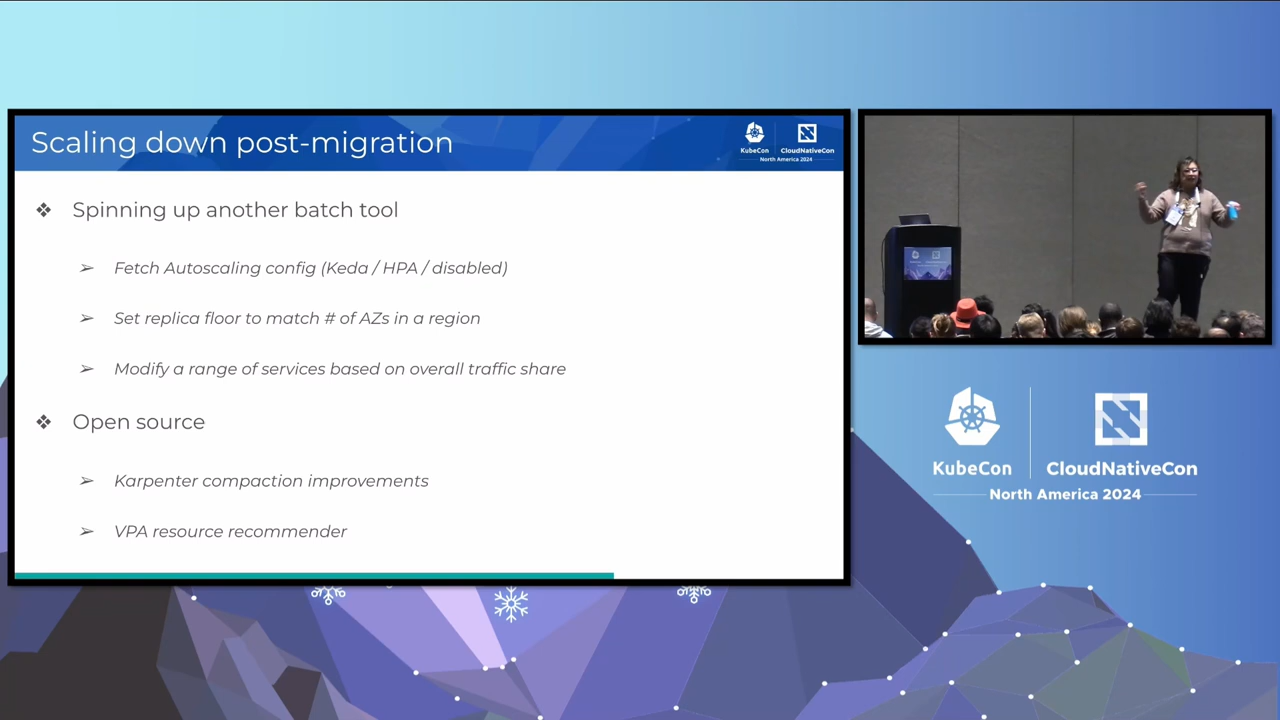 Scaling down post-migration
KubeCon
CloudNativeCon
North America 2024
❖ Spinning up another batch tool
➢ Fetch Autoscaling config (Keda / HPA / disabled)
➢ Set replica floor to match # of AZs in a region
➢ Modify a range of services based on overall traffic share
❖ Open source
➢ Karpenter compaction improvements
➢ VPA resource recommender
KubeCon
CloudNativeCon
North America 2024